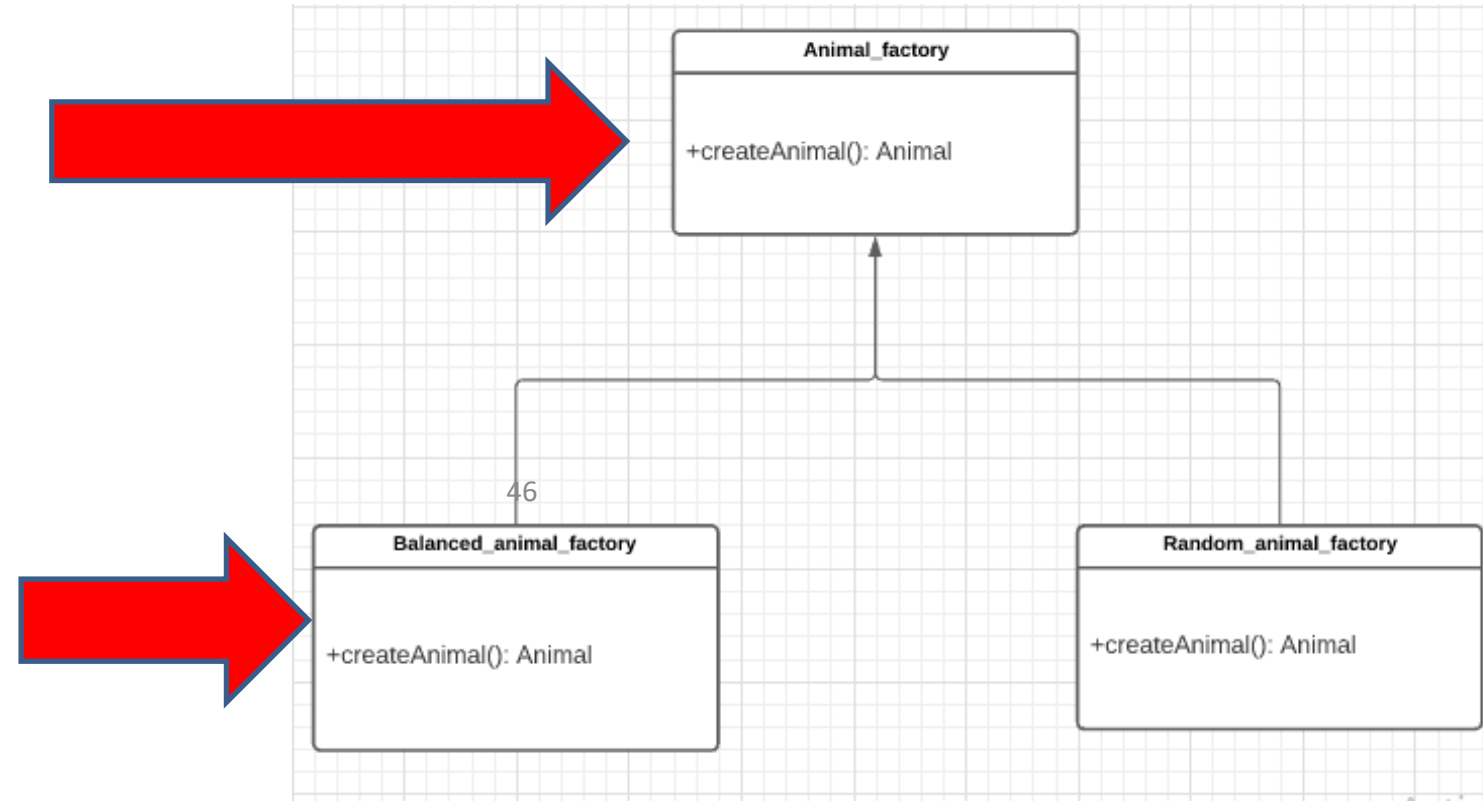 Animal_factory
+createAnimal(): Animal
46
Balanced_animal_factory
+createAnimal(): Animal
Random_animal_factory
+createAnimal(): Animal